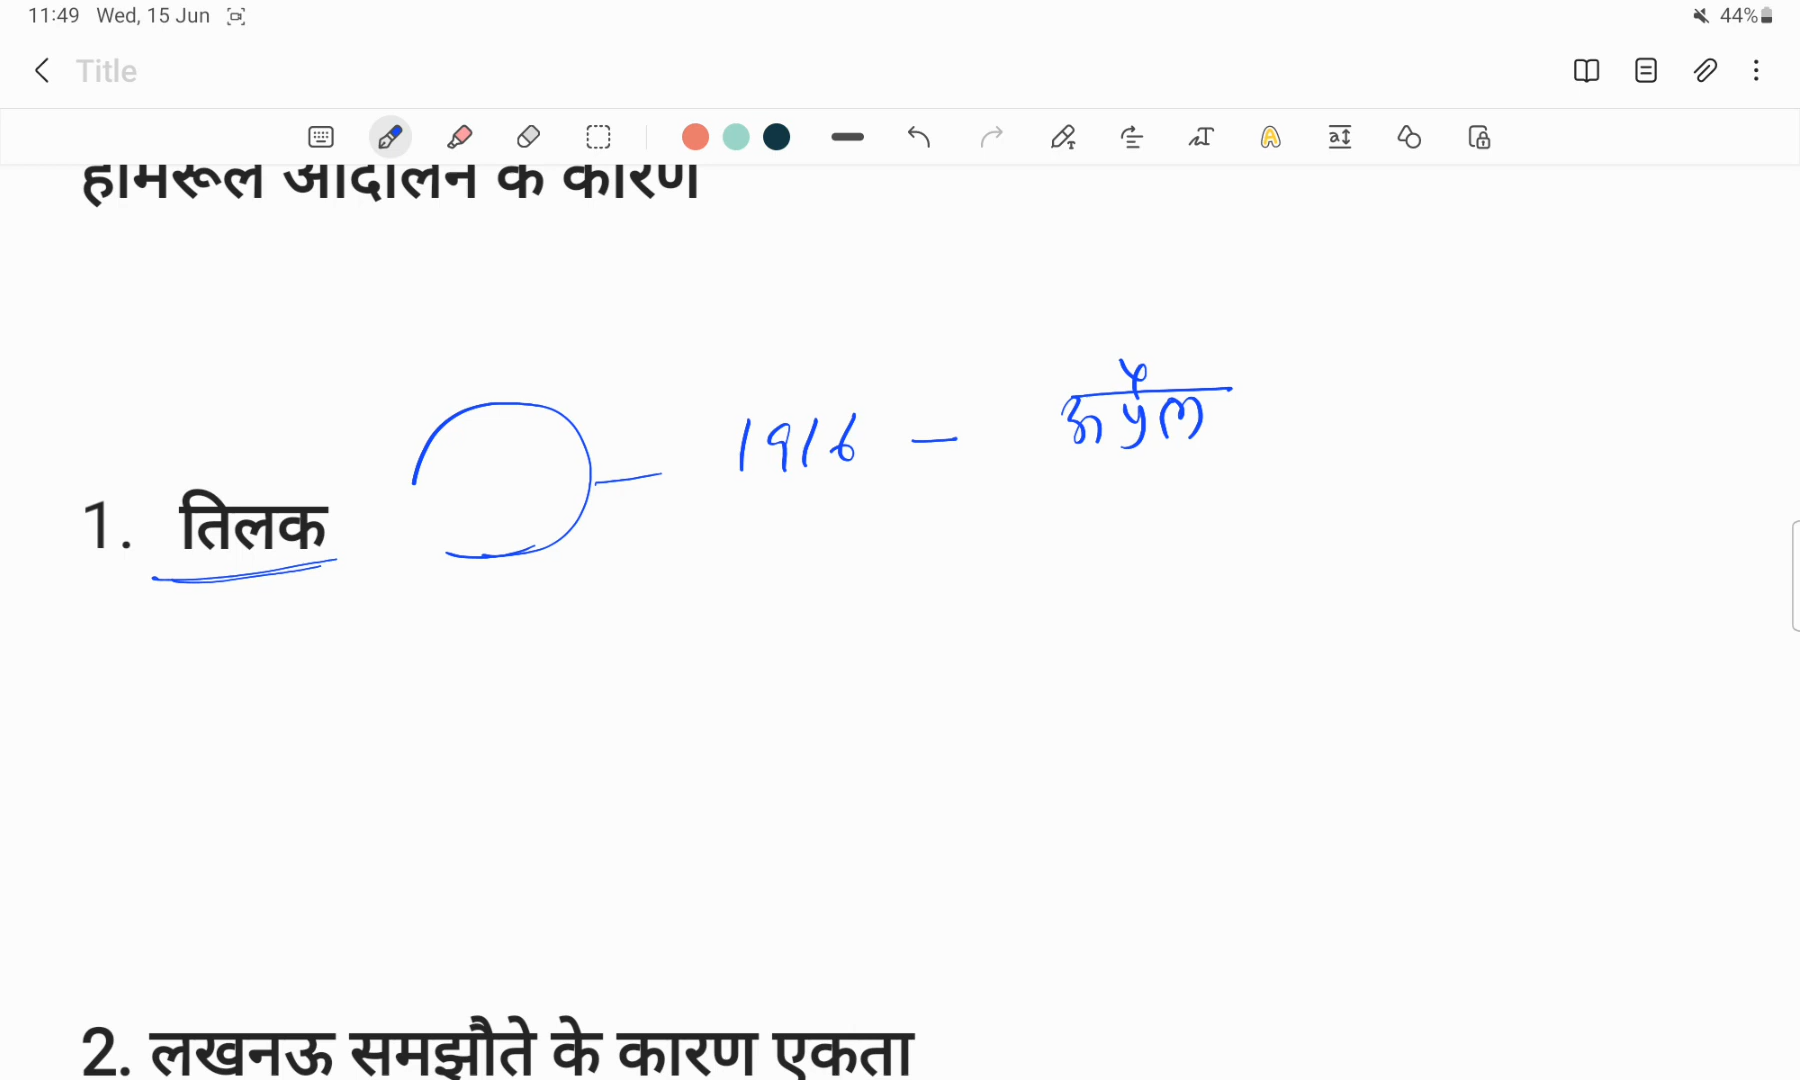 11:49 Wed, 15 Jun 44%
Title
होमरूल आंदोलन के कारण
1916 - अप्रैल
1. तिलक
2. लखनऊ समझौते के कारण एकता